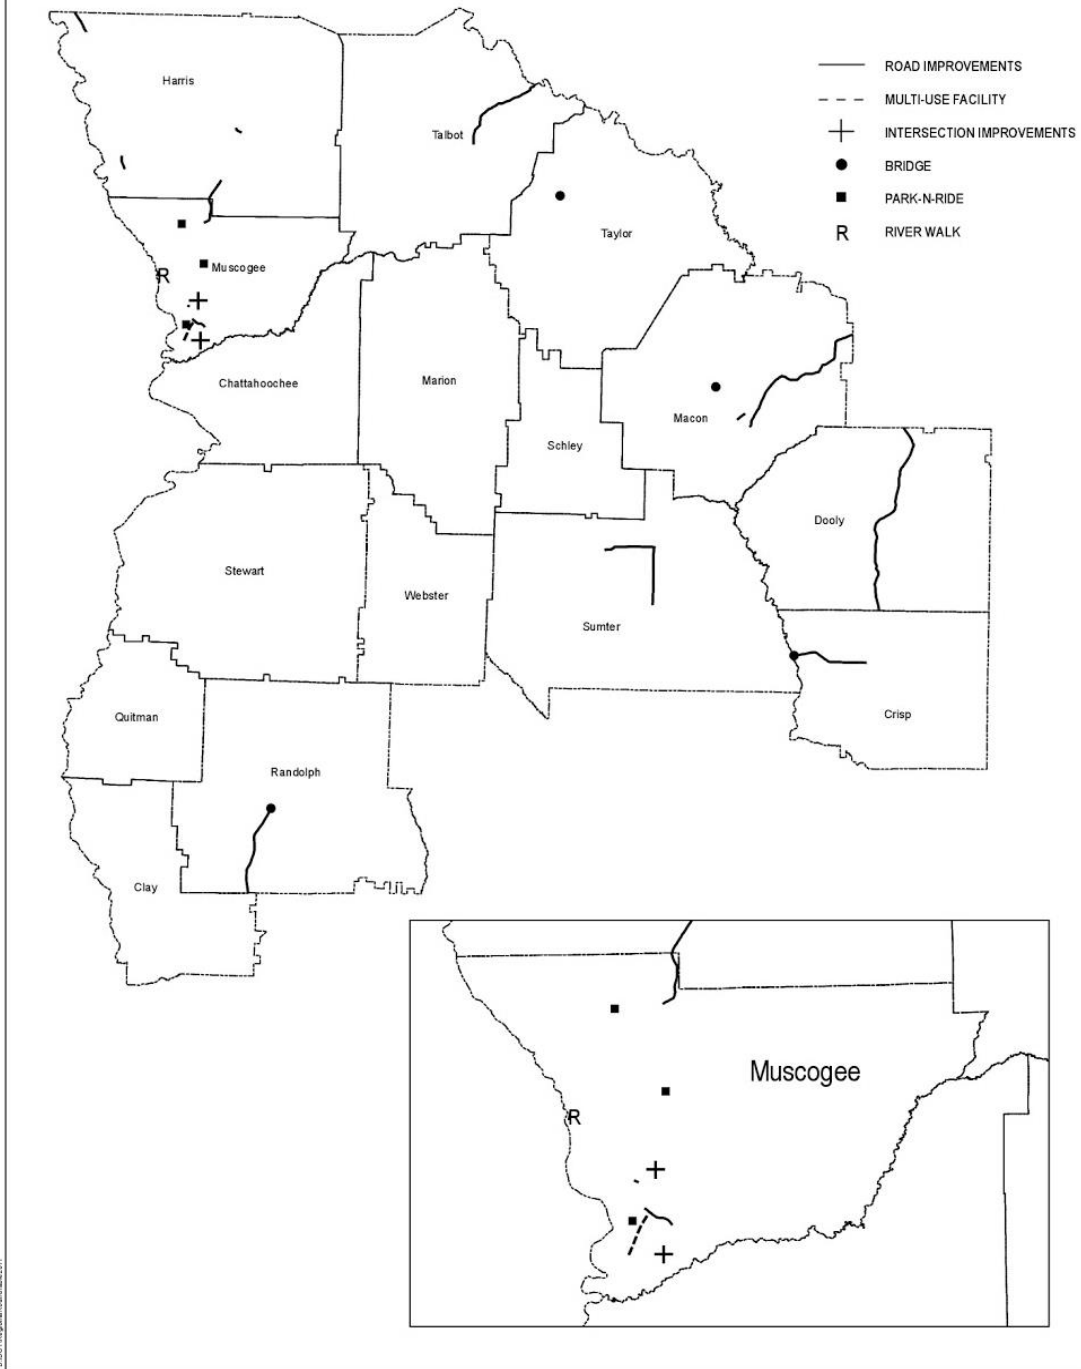 Harris
Talbot
Taylor
R
Muscogee
Chattahoochee
Marion
Schley
Macon
Dooly
Stewart
Webster
Sumter
Quitman
Crisp
Randolph
Clay
ROAD IMPROVEMENTS
MULTI-USE FACILITY
INTERSECTION IMPROVEMENTS
BRIDGE
PARK-N-RIDE
R RIVER WALK
Muscogee
R